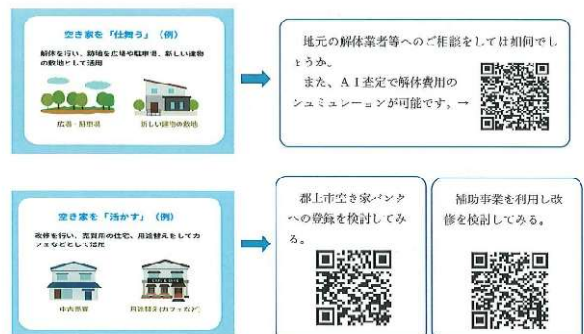 空き家を「仕舞う」(例)
解体を行い、跡地を広場や駐車場、新しい建物
の敷地として活用
広場・駐車場
新しい建物の敷地
地元の解体業者等へのご相談をしては如何でし
ょうか。
また、AI査定で解体費用の
シュミュレーションが可能です。→
空き家を「活かす」(例)
改修を行い、売買用の住宅、用途替えをしてカ
フェなどとして活用
中古売買
用途替え(カフェなど)
郡上市空き家バンク
への登録を検討してみ
る。
補助事業を利用し改
修を検討してみる。